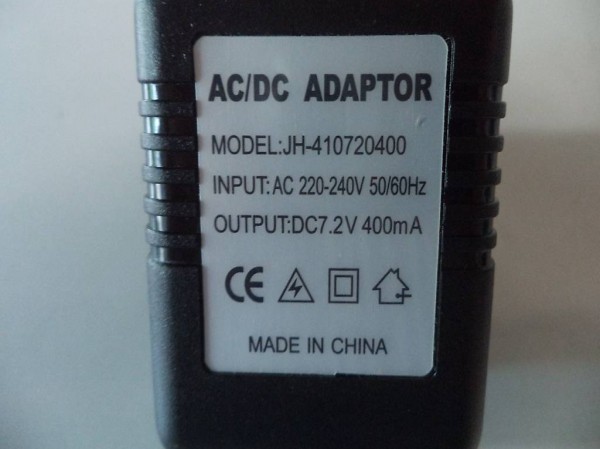 AC/DC ADAPTOR
MODEL:JH-410720400
INPUT:AC 220-240V 50/60Hz
OUTPUT:DC7.2V 400mA
CE
MADE IN CHINA